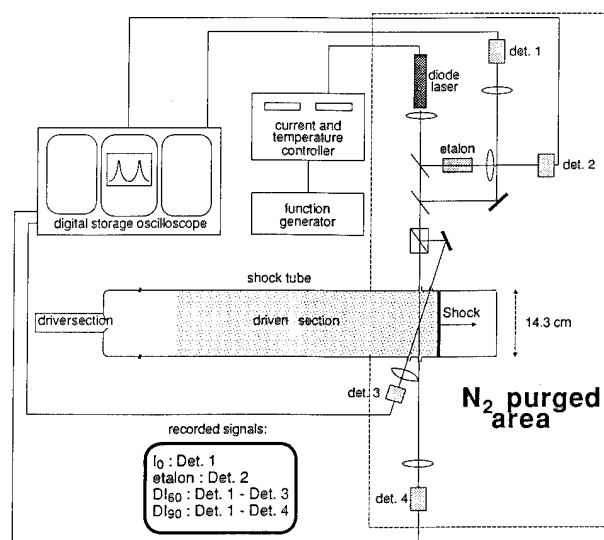 det. 1
diode
laser
current and
temperature
controller
etalon
det. 2
function
generator
digital storage oscilloscope
shock tube
driversection
driven section
Shock
14.3 cm
det. 3
N2 purged
area
recorded signals:
I0 : Det. 1
etalon : Det. 2
DI60 : Det. 1 - Det. 3
DI90 : Det. 1 - Det. 4
det. 4